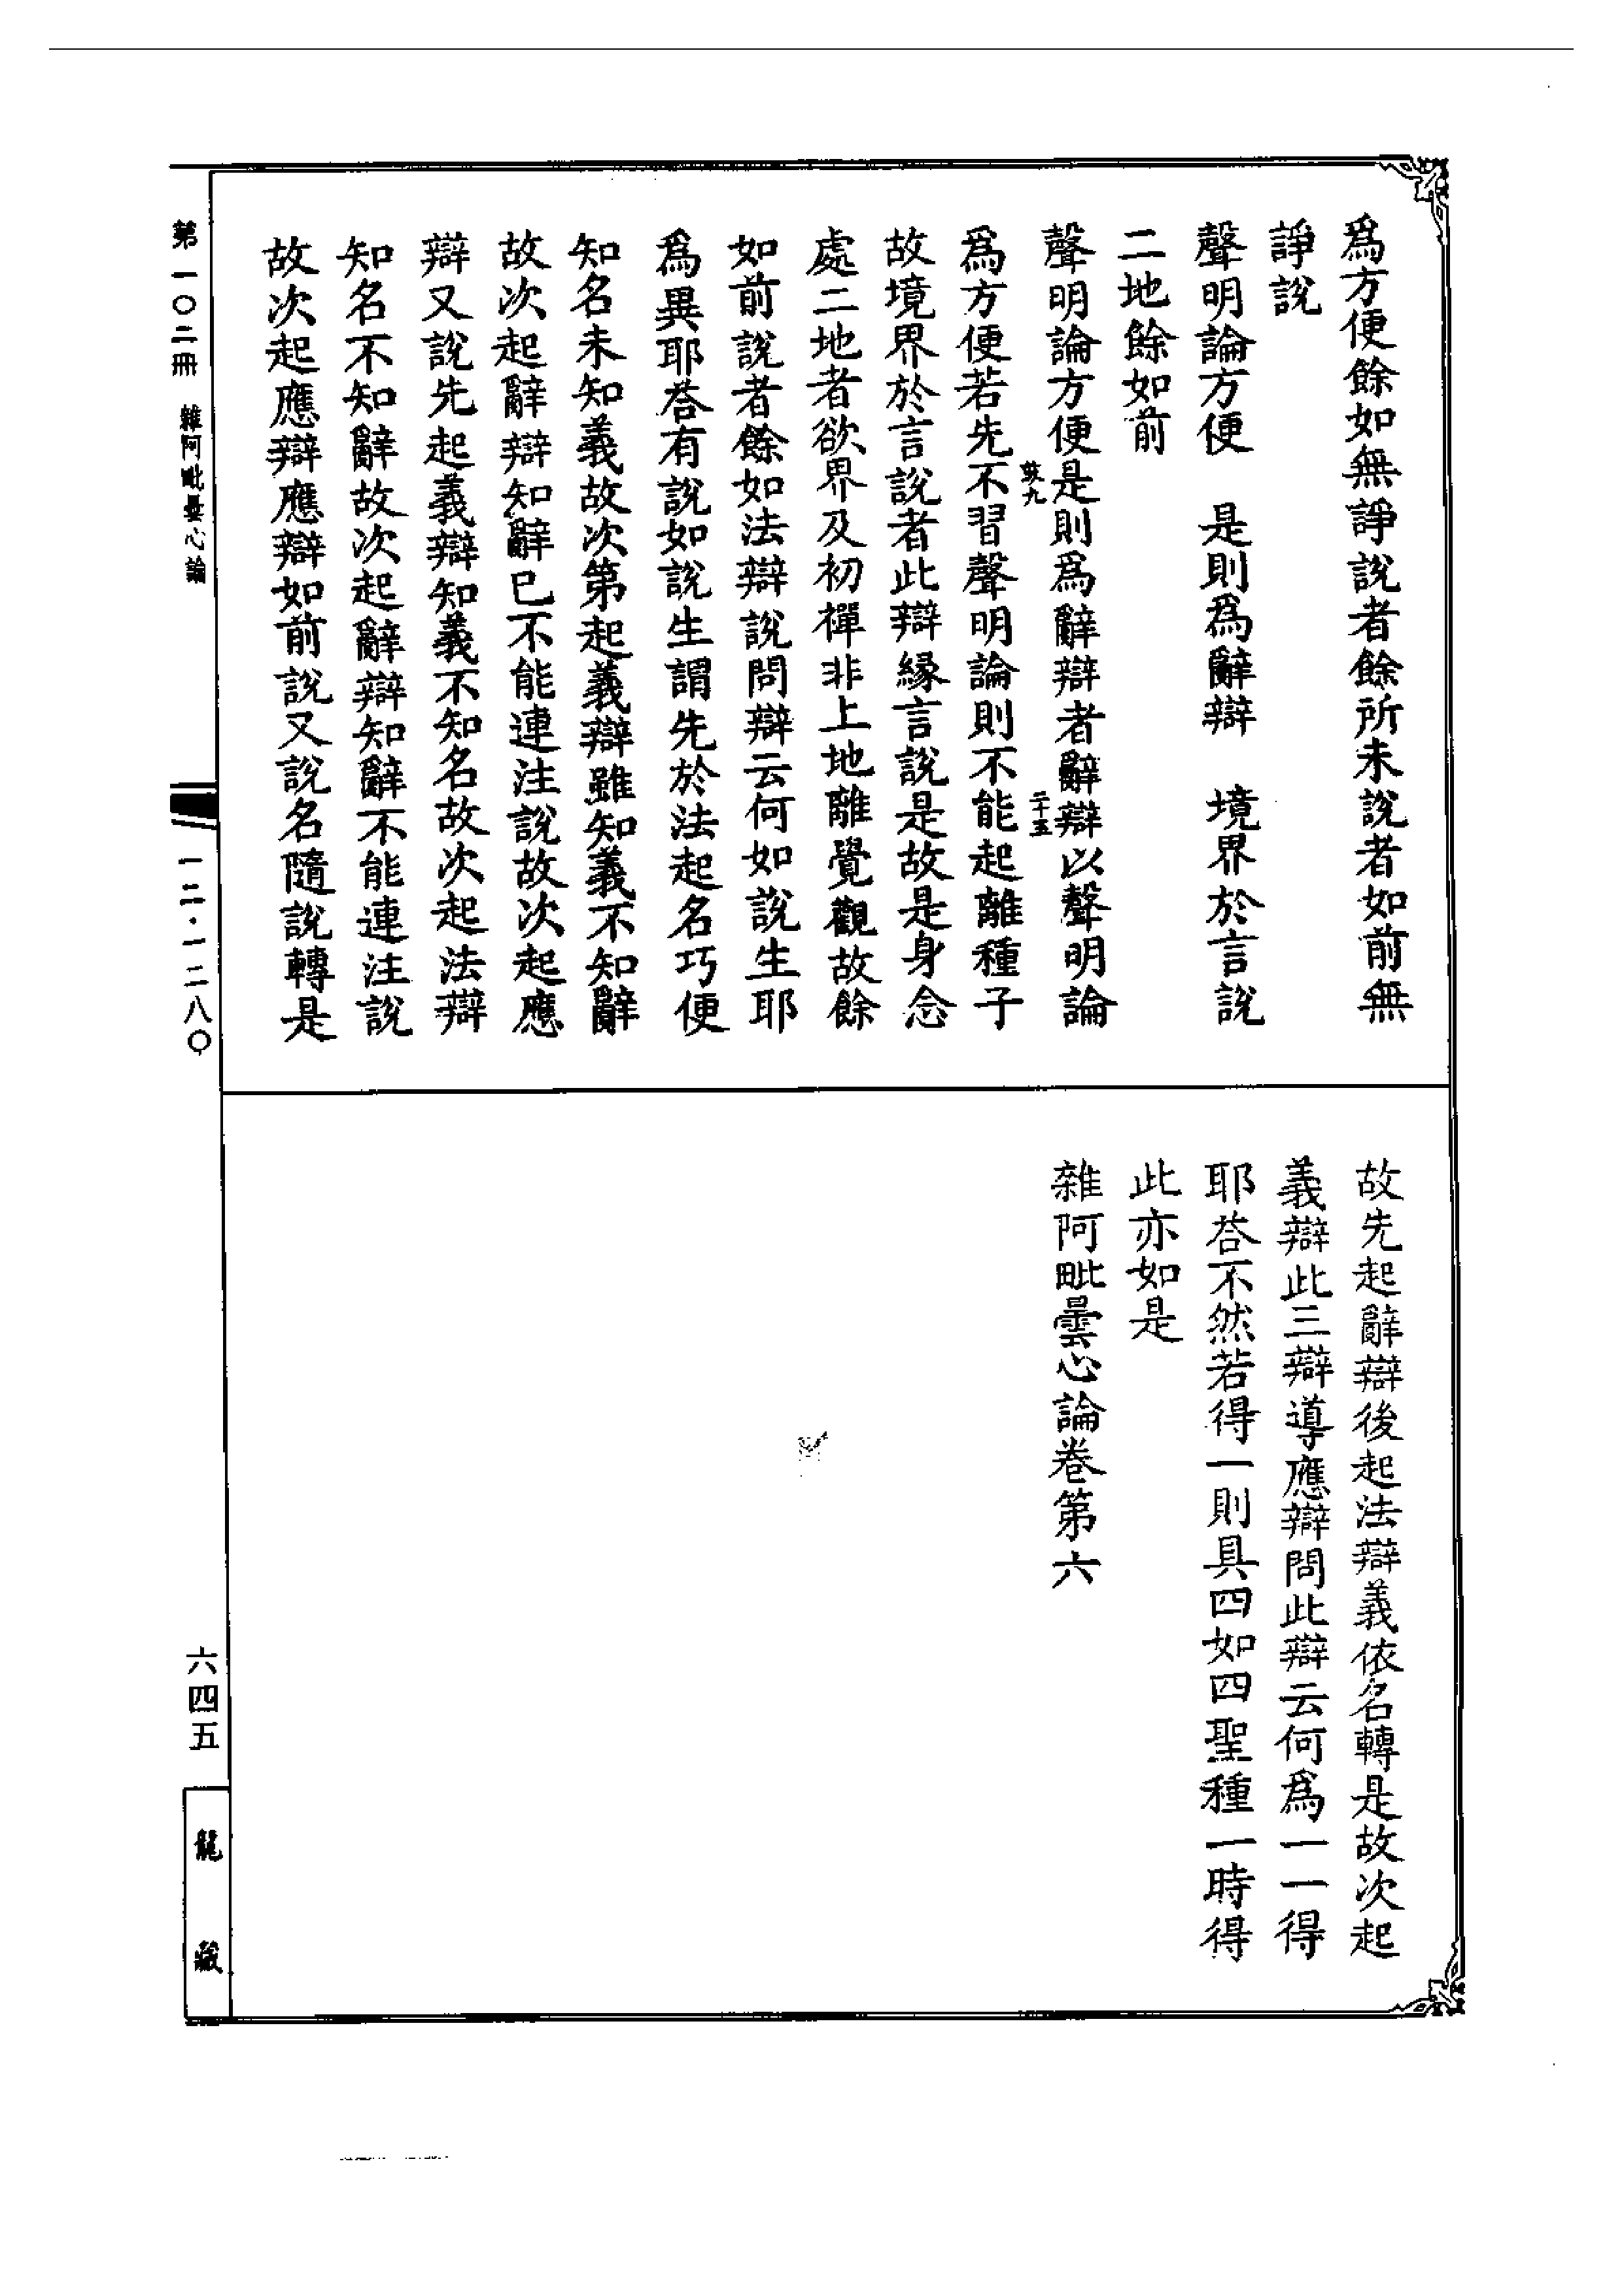 爲方便餘如無諍說者餘所未說者如前無
諍說
聲明論方便　是則爲辭辯　境界於言說
二地餘如前
聲明論方便是則爲辭辯者辭辯以聲明論
九
二十五
爲方便若先不習聲明論則不能起離種子
故境界於言說者此辯緣言說是故是身念
處二地者欲界及初禪非上地離覺觀故餘
如前說者餘如法辯說問辯云何如說生耶
爲異耶荅有說如說生謂先於法起名巧便
知名未知義故次第起義辯雖知義不知辭
故次起辭辯知辭已不能連注說故次起應
辯又說先起義辯知義不知名故次起法辯
知名不知辭故次起辭辯知辭不能連注說
故次起應辯應辯如前說又說名隨說轉是
故先起辭辯後起法辯義依名轉是故次起
義辯此三辯導應辯問此辯云何爲一一得
耶荅不然若得一則具四如四聖種一時得
此亦如是
雜阿毗曇心論卷第六
第一〇二冊　雜阿毗曇心論
一二·一二八〇
六四五
龍藏